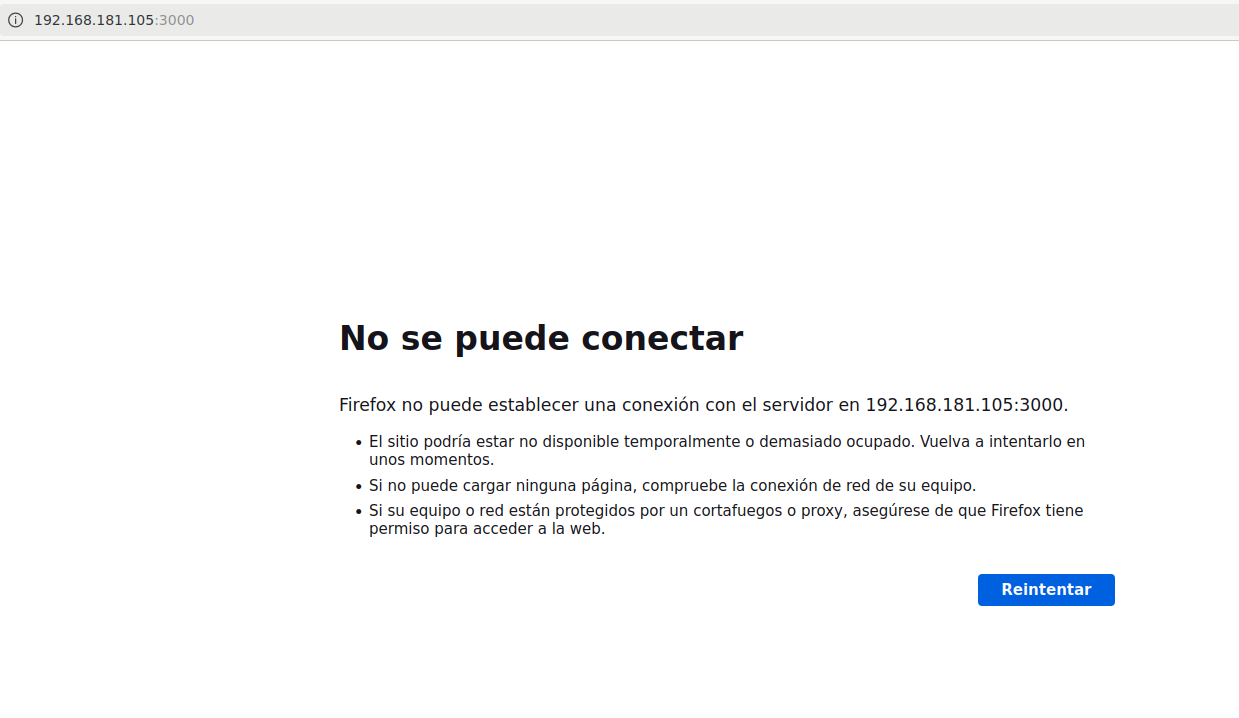 192.168.181.105:3000
No se puede conectar
Firefox no puede establecer una conexión con el servidor en 192.168.181.105:3000.
• El sitio podría estar no disponible temporalmente o demasiado ocupado. Vuelva a intentarlo en
unos momentos.
• Si no puede cargar ninguna página, compruebe la conexión de red de su equipo.
• Si su equipo o red están protegidos por un cortafuegos o proxy, asegúrese de que Firefox tiene
permiso para acceder a la web.
Reintentar